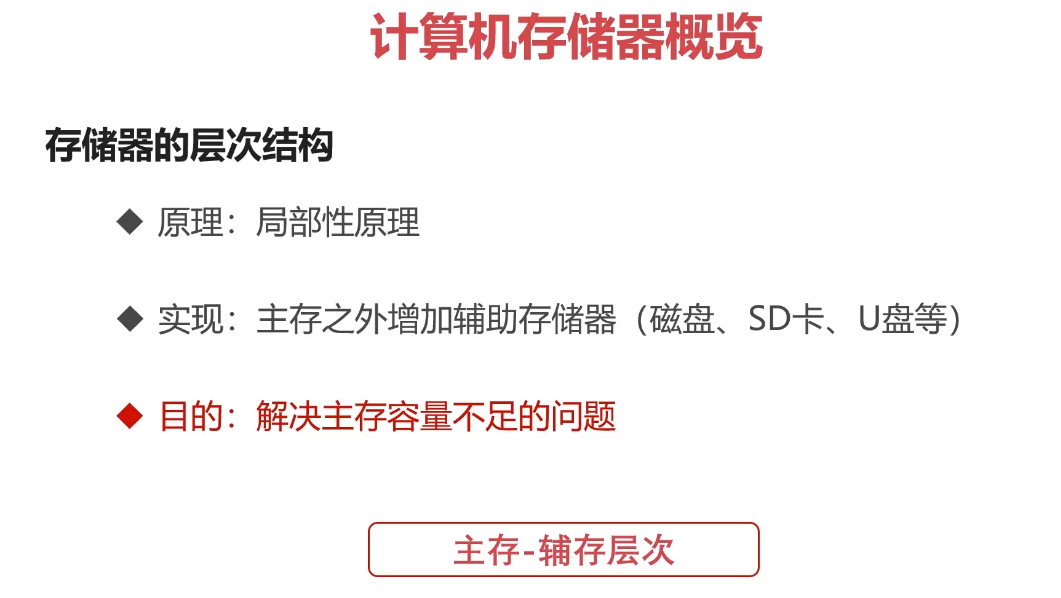 计算机存储器概览
存储器的层次结构
◆ 原理：局部性原理
◆ 实现：主存之外增加辅助存储器（磁盘、SD卡、U盘等）
◆ 目的：解决主存容量不足的问题
主存-辅存层次